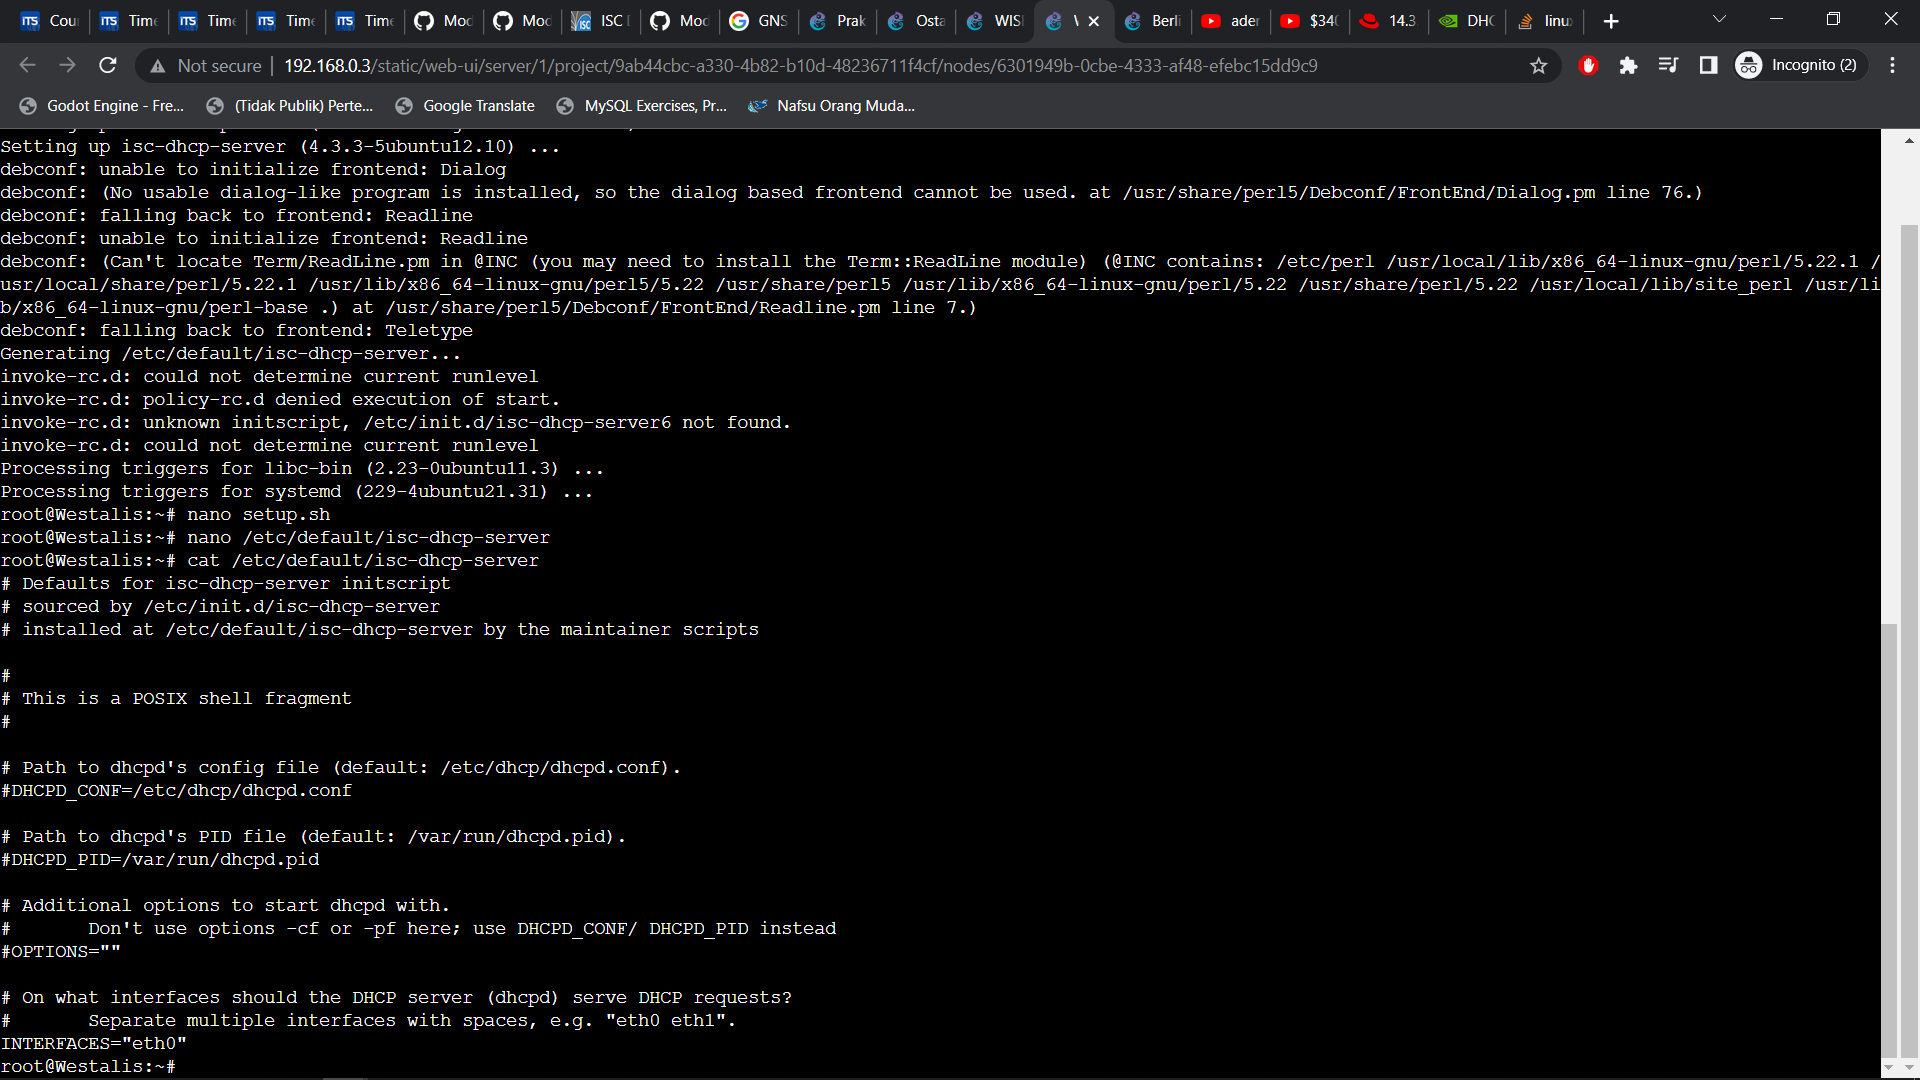 Cou
Time
Time
Time
Time
Mod
Mod
ISC
Mod
GNS
Prak
Osta
WIS
Berli
ader
$340
14.3
DHC
linux
Not secure
192.168.0.3/static/web-ui/server/1/project/9ab44cbc-a330-4b82-b10d-48236711f4cf/nodes/6301949b-0cbe-4333-af48-efebc15dd9c9
Incognito (2)
Godot Engine - Fre...
(Tidak Publik) Perte...
Google Translate
MySQL Exercises, Pr...
Nafsu Orang Muda...
Setting up isc-dhcp-server (4.3.3-5ubuntu12.10) ...
debconf: unable to initialize frontend: Dialog
debconf: (No usable dialog-like program is installed, so the dialog based frontend cannot be used. at /usr/share/perl5/Debconf/FrontEnd/Dialog.pm line 76.)
debconf: falling back to frontend: Readline
debconf: unable to initialize frontend: Readline
debconf: (Can't locate Term/ReadLine.pm in @INC (you may need to install the Term::ReadLine module) (@INC contains: /etc/perl /usr/local/lib/x86_64-linux-gnu/perl/5.22.1 /
usr/local/share/perl/5.22.1 /usr/lib/x86_64-linux-gnu/perl5/5.22 /usr/share/perl5 /usr/lib/x86_64-linux-gnu/perl/5.22 /usr/share/perl/5.22 /usr/local/lib/site_perl /usr/li
b/x86_64-linux-gnu/perl-base .) at /usr/share/perl5/Debconf/FrontEnd/Readline.pm line 7.)
debconf: falling back to frontend: Teletype
Generating /etc/default/isc-dhcp-server...
invoke-rc.d: could not determine current runlevel
invoke-rc.d: policy-rc.d denied execution of start.
invoke-rc.d: unknown initscript, /etc/init.d/isc-dhcp-server6 not found.
invoke-rc.d: could not determine current runlevel
Processing triggers for libc-bin (2.23-0ubuntu11.3) ...
Processing triggers for systemd (229-4ubuntu21.31) ...
root@Westalis:~# nano setup.sh
root@Westalis:~# nano /etc/default/isc-dhcp-server
root@Westalis:~# cat /etc/default/isc-dhcp-server
# Defaults for isc-dhcp-server initscript
# sourced by /etc/init.d/isc-dhcp-server
# installed at /etc/default/isc-dhcp-server by the maintainer scripts
#
# This is a POSIX shell fragment
#
# Path to dhcpd's config file (default: /etc/dhcp/dhcpd.conf).
#DHCPD_CONF=/etc/dhcp/dhcpd.conf
# Path to dhcpd's PID file (default: /var/run/dhcpd.pid).
#DHCPD_PID=/var/run/dhcpd.pid
# Additional options to start dhcpd with.
#       Don't use options -cf or -pf here; use DHCPD_CONF/ DHCPD_PID instead
#OPTIONS=""
# On what interfaces should the DHCP server (dhcpd) serve DHCP requests?
#       Separate multiple interfaces with spaces, e.g. "eth0 eth1".
INTERFACES="eth0"
root@Westalis:~#